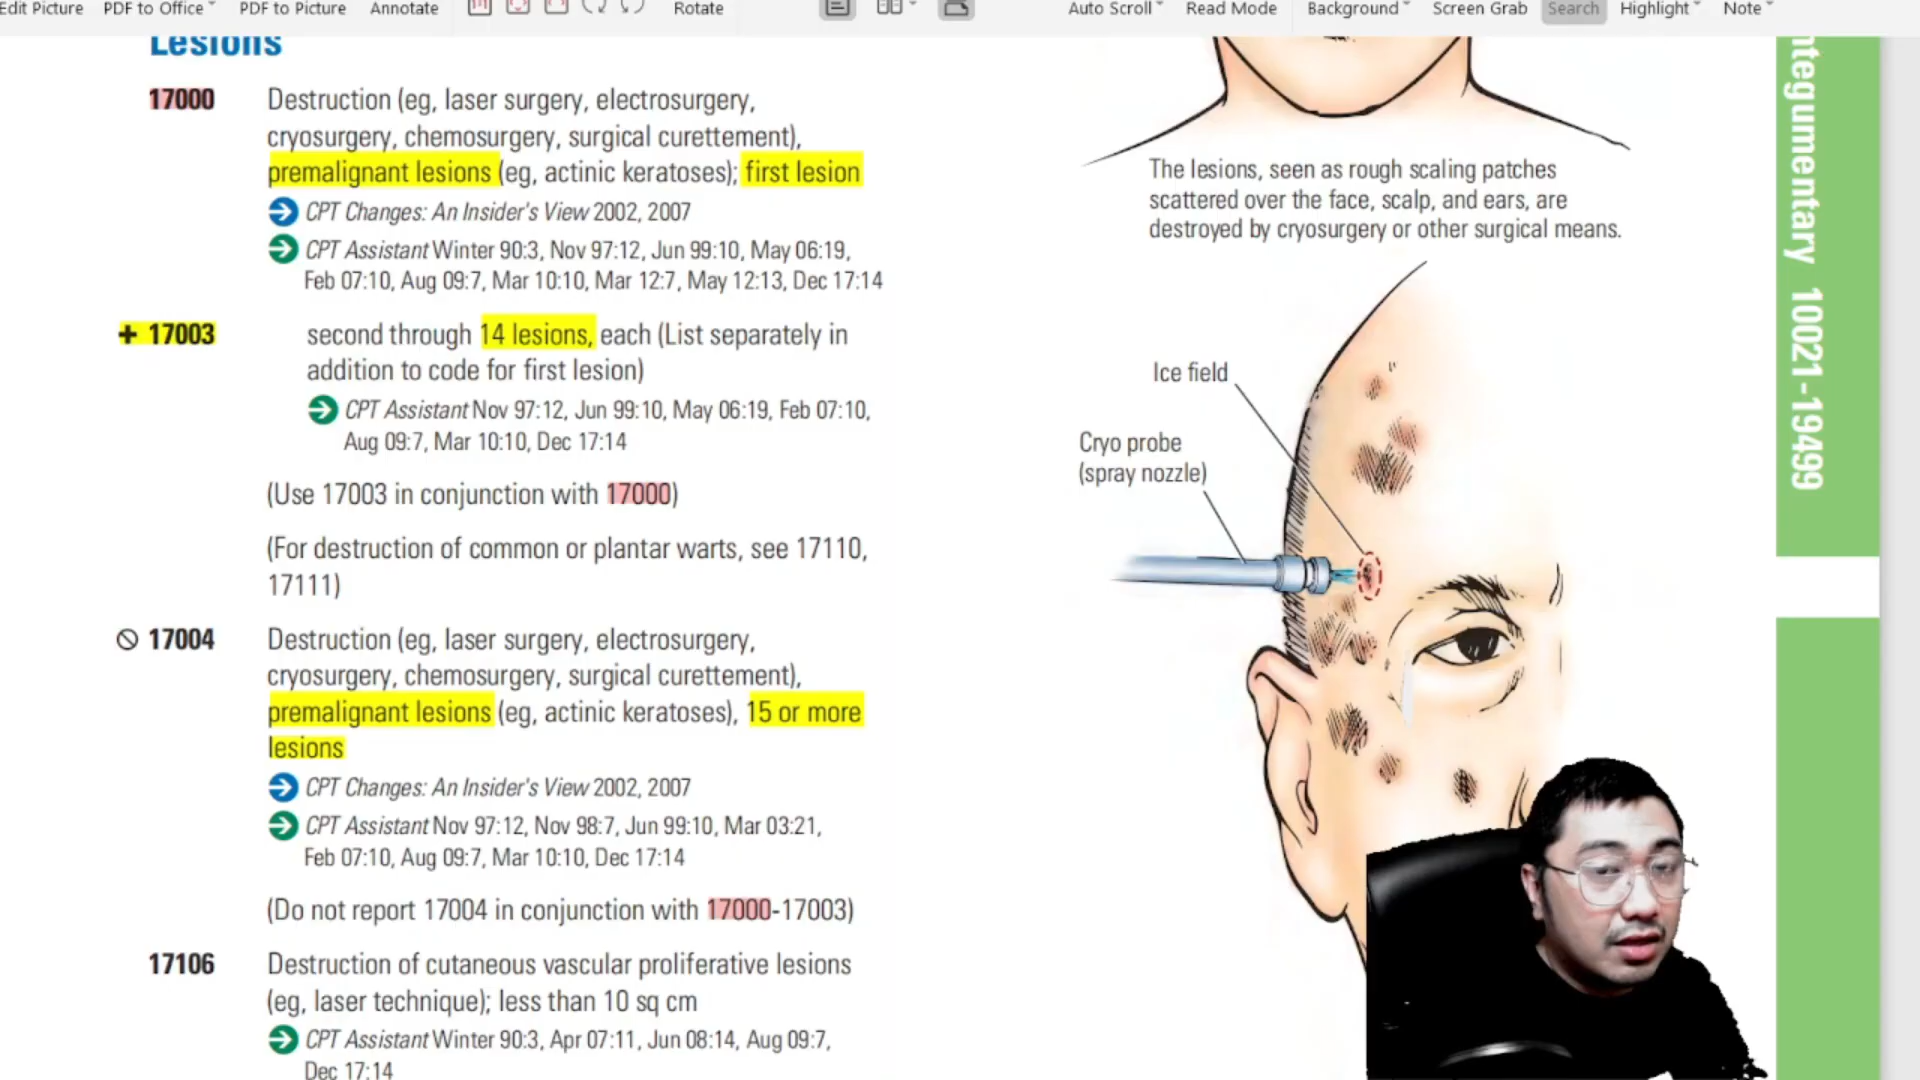 Edit Picture PDF to Office PDF to Picture Annotate Rotate Auto Scroll Read Mode Background Screen Grab Search Highlight Note
Lesions
17000 Destruction (eg, laser surgery, electrosurgery,
cryosurgery, chemosurgery, surgical curettement),
premalignant lesions (eg, actinic keratoses); first lesion
CPT Changes: An Insider's View 2002, 2007
CPT Assistant Winter 90:3, Nov 97:12, Jun 99:10, May 06:19,
Feb 07:10, Aug 09:7, Mar 10:10, Mar 12:7, May 12:13, Dec 17:14
+ 17003 second through 14 lesions, each (List separately in
addition to code for first lesion)
CPT Assistant Nov 97:12, Jun 99:10, May 06:19, Feb 07:10,
Aug 09:7, Mar 10:10, Dec 17:14
(Use 17003 in conjunction with 17000)
(For destruction of common or plantar warts, see 17110,
17111)
17004 Destruction (eg, laser surgery, electrosurgery,
cryosurgery, chemosurgery, surgical curettement),
premalignant lesions (eg, actinic keratoses), 15 or more
lesions
CPT Changes: An Insider's View 2002, 2007
CPT Assistant Nov 97:12, Nov 98:7, Jun 99:10, Mar 03:21,
Feb 07:10, Aug 09:7, Mar 10:10, Dec 17:14
(Do not report 17004 in conjunction with 17000-17003)
17106 Destruction of cutaneous vascular proliferative lesions
(eg, laser technique); less than 10 sq cm
CPT Assistant Winter 90:3, Apr 07:11, Jun 08:14, Aug 09:7,
Dec 17:14
The lesions, seen as rough scaling patches
scattered over the face, scalp, and ears, are
destroyed by cryosurgery or other surgical means.
Ice field
Cryo probe
(spray nozzle)
ntegumentary 10021-19499